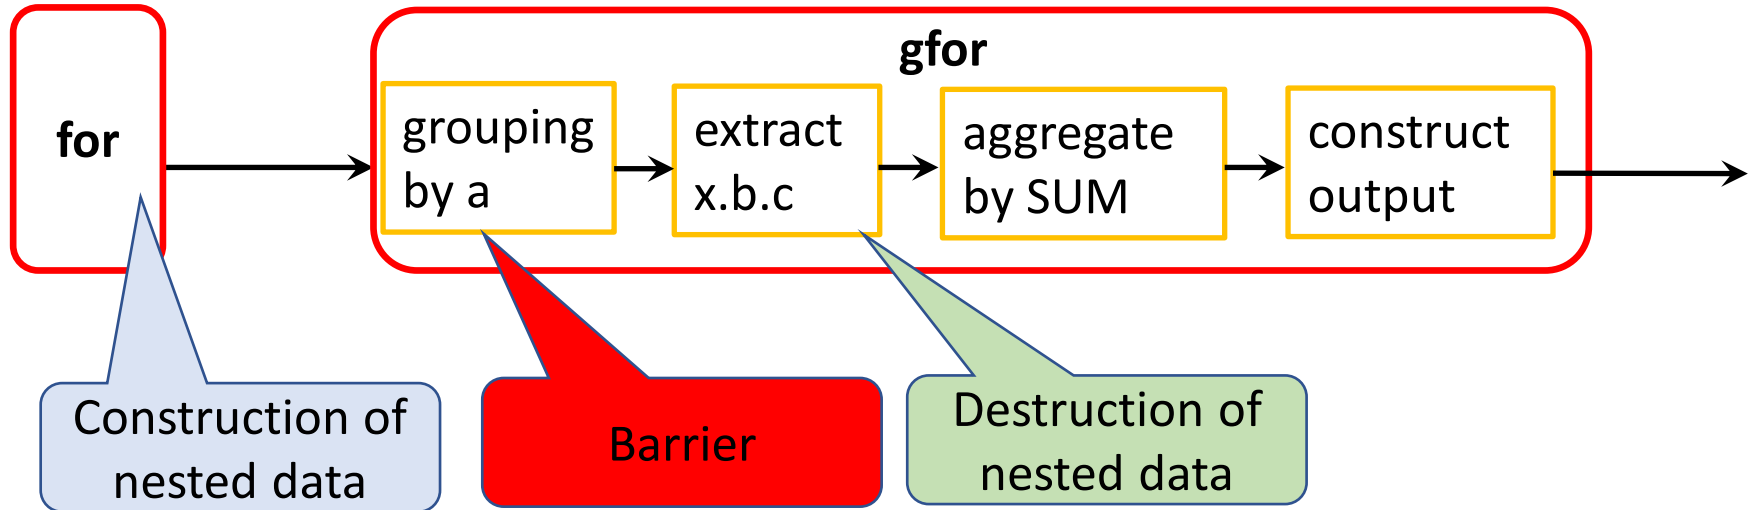 for
gfor
grouping
by a
extract
x.b.c
aggregate
by SUM
construct
output
Construction of
nested data
Barrier
Destruction of
nested data